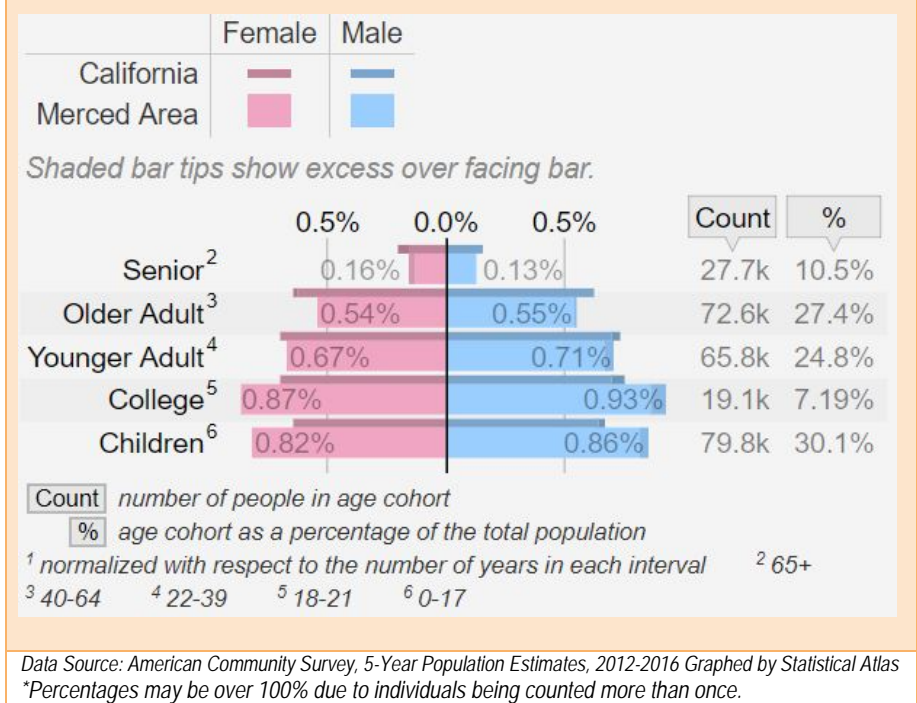 Female Male
California
Merced Area
Shaded bar tips show excess over facing bar.
0.5% 0.0% 0.5% Count %
Senior² 0.16% 0.13% 27.7k 10.5%
Older Adult³ 0.54% 0.55% 72.6k 27.4%
Younger Adult⁴ 0.67% 0.71% 65.8k 24.8%
College⁵ 0.87% 0.93% 19.1k 7.19%
Children⁶ 0.82% 0.86% 79.8k 30.1%
Count number of people in age cohort
% age cohort as a percentage of the total population
¹ normalized with respect to the number of years in each interval ² 65+
³ 40-64 ⁴ 22-39 ⁵ 18-21 ⁶ 0-17
Data Source: American Community Survey, 5-Year Population Estimates, 2012-2016 Graphed by Statistical Atlas
*Percentages may be over 100% due to individuals being counted more than once.